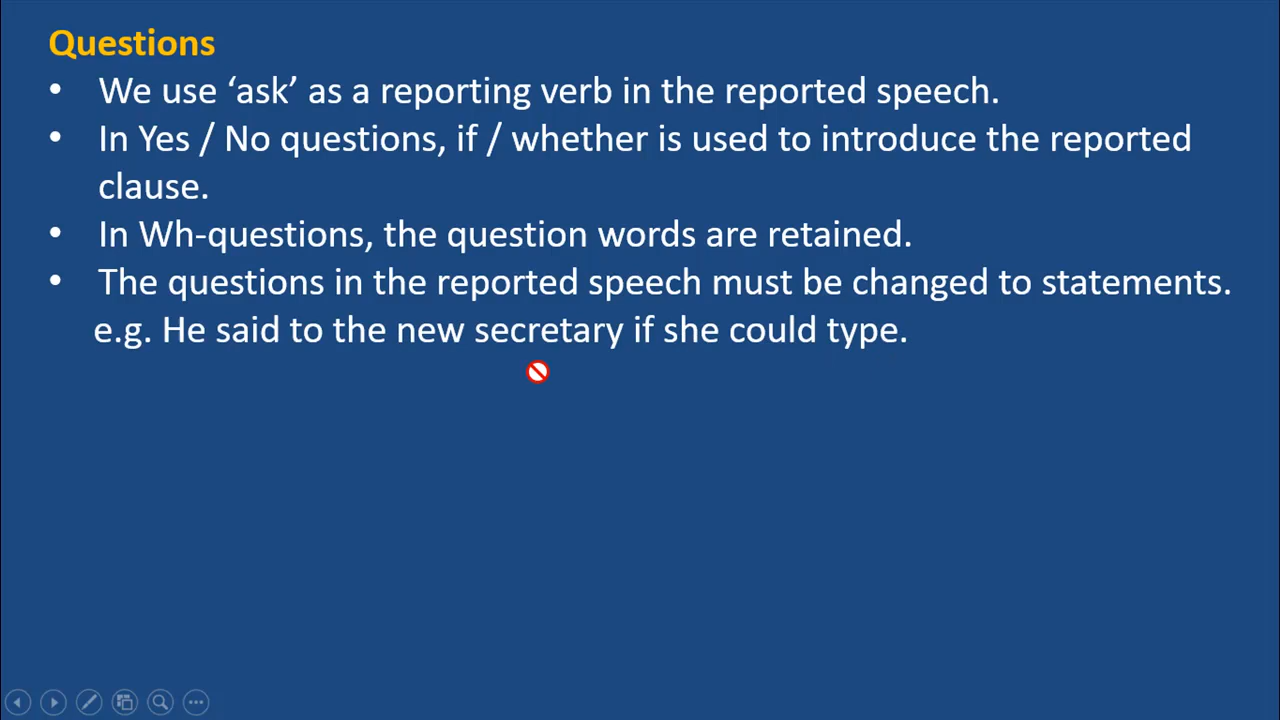 Questions
• We use ‘ask’ as a reporting verb in the reported speech.
• In Yes / No questions, if / whether is used to introduce the reported
clause.
• In Wh-questions, the question words are retained.
• The questions in the reported speech must be changed to statements.
e.g. He said to the new secretary if she could type.